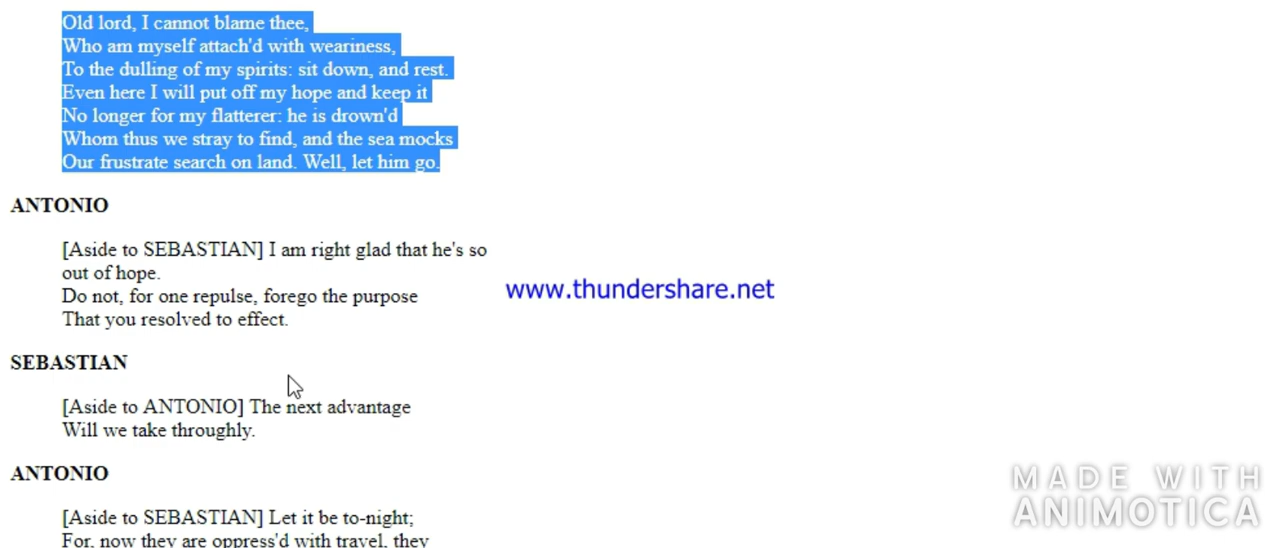 Old lord, I cannot blame thee,
Who am myself attach'd with weariness,
To the dulling of my spirits: sit down, and rest.
Even here I will put off my hope and keep it
No longer for my flatterer: he is drown'd
Whom thus we stray to find, and the sea mocks
Our frustrate search on land. Well, let him go.
ANTONIO
[Aside to SEBASTIAN] I am right glad that he's so
out of hope.
Do not, for one repulse, forego the purpose
That you resolved to effect.
www.thundershare.net
SEBASTIAN
[Aside to ANTONIO] The next advantage
Will we take throughly.
ANTONIO
[Aside to SEBASTIAN] Let it be to-night;
For, now they are oppress'd with travel, they
MADE WITH
ANIMOTICA